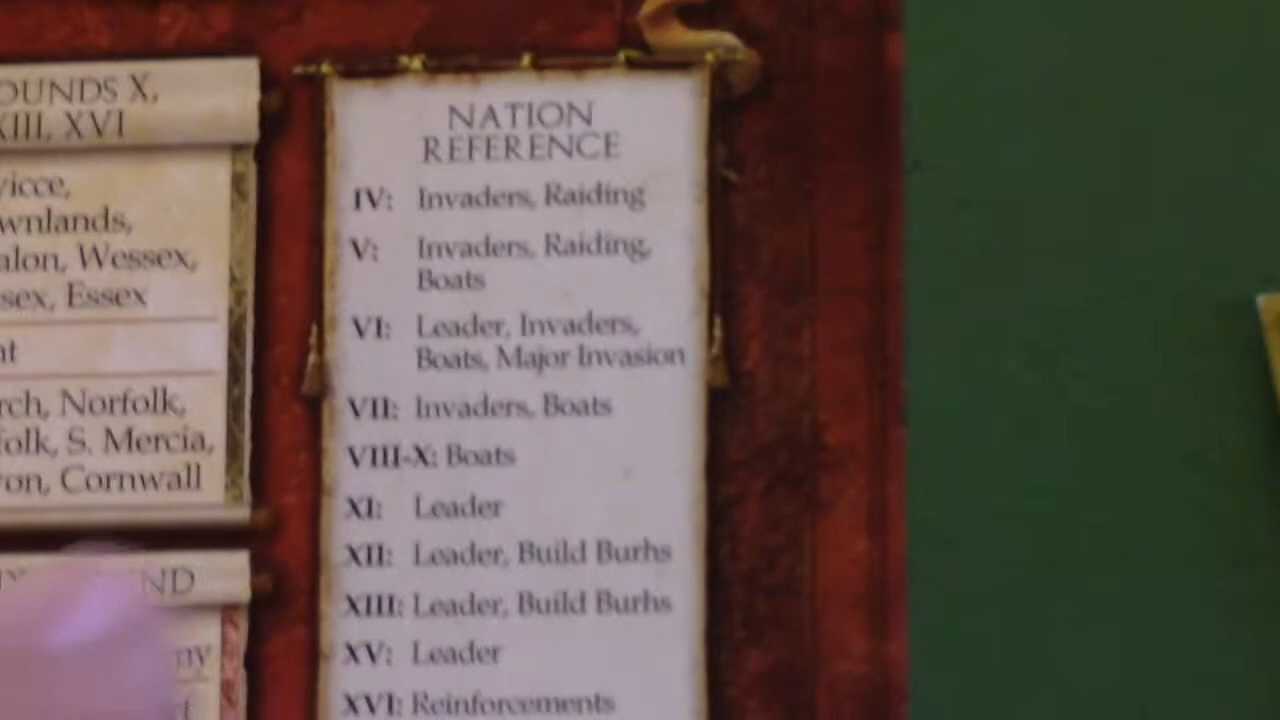 OUNDS X,
XIII, XVI
wnlands,
alon, Wessex,
sex, Essex
rch, Norfolk,
folk, S. Mercia,
von, Cornwall
ND
ny
NATION
REFERENCE
IV: Invaders, Raiding
V: Invaders, Raiding,
Boats
VI: Leader, Invaders,
Boats, Major Invasion
VII: Invaders, Boats
VIII-X: Boats
XI: Leader
XII: Leader, Build Burhs
XIII: Leader, Build Burhs
XV: Leader
XVI: Reinforcements